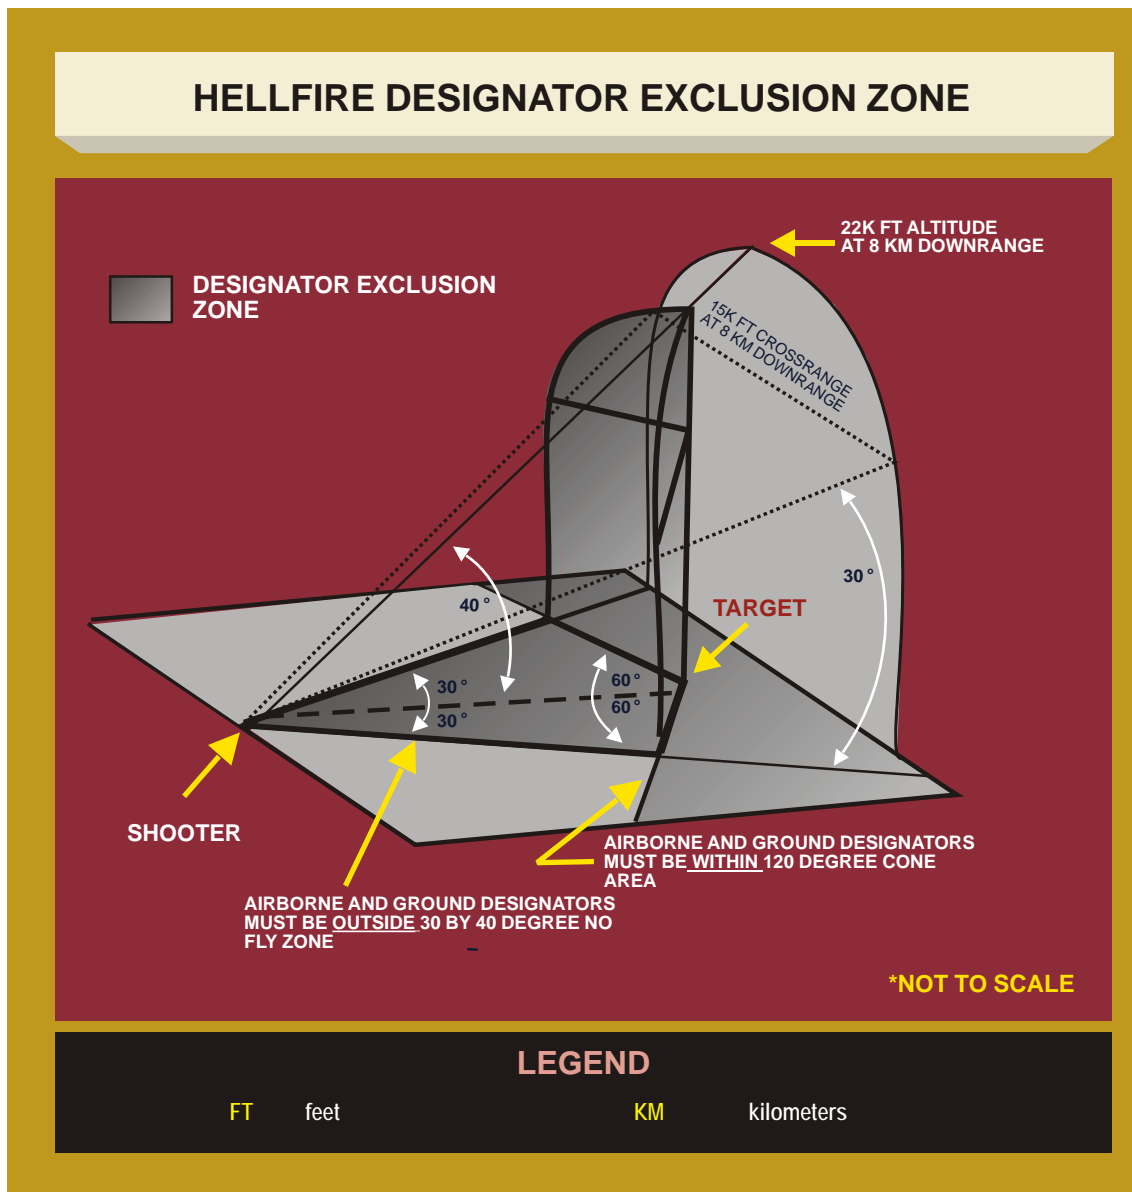 HELLFIRE DESIGNATOR EXCLUSION ZONE
22K FT ALTITUDE
AT 8 KM DOWNRANGE
DESIGNATOR EXCLUSION
ZONE
15K FT CROSSRANGE
AT 8 KM DOWNRANGE
30°
40°
TARGET
30°
60°
60°
30°
SHOOTER
AIRBORNE AND GROUND DESIGNATORS
MUST BE WITHIN 120 DEGREE CONE
AREA
AIRBORNE AND GROUND DESIGNATORS
MUST BE OUTSIDE 30 BY 40 DEGREE NO
FLY ZONE
*NOT TO SCALE
LEGEND
FT feet KM kilometers